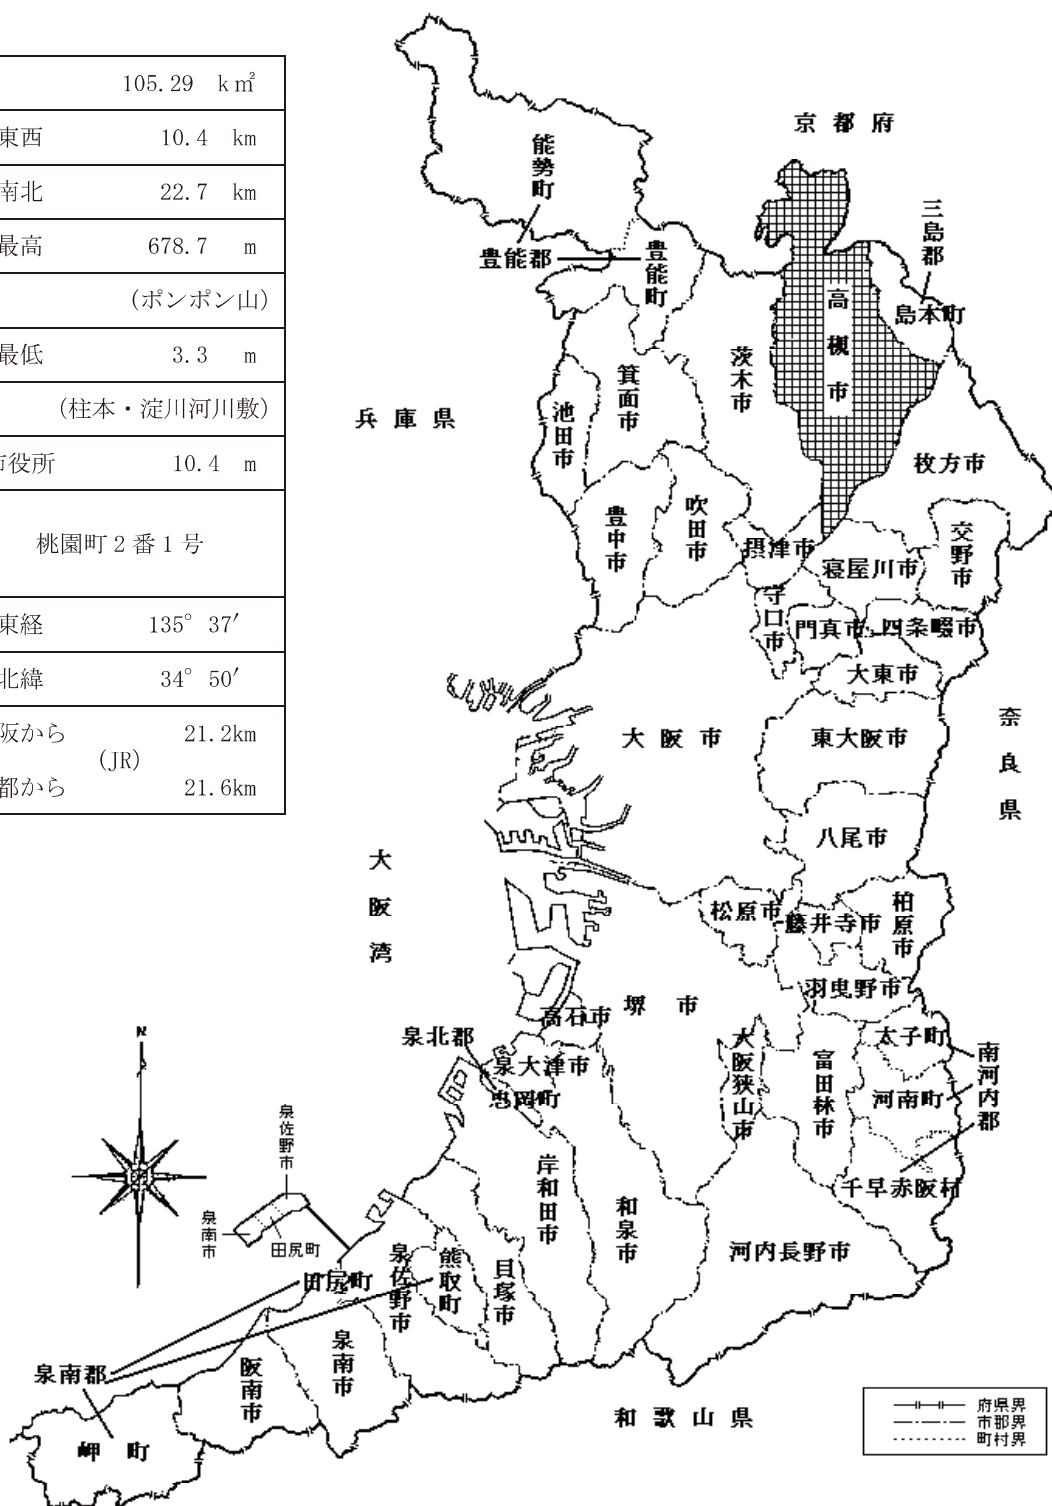 105.29 k㎡
東西 10.4 km
南北 22.7 km
最高 678.7 m
(ポンポン山)
最低 3.3 m
(柱本・淀川河川敷)
市役所 10.4 m
桃園町2番1号
東経 135° 37′
北緯 34° 50′
阪から 21.2km
(JR)
都から 21.6km
京都府
能勢町
豊能郡
豊能町
三島郡
島本町
高槻市
茨木市
箕面市
池田市
兵庫県
枚方市
豊中市
吹田市
摂津市
寝屋川市
交野市
守口市
門真市
四条畷市
大東市
大阪市
東大阪市
奈良県
八尾市
大阪湾
松原市
藤井寺市
柏原市
羽曳野市
堺市
高石市
泉北郡
泉大津市
忠岡町
大阪狭山市
富田林市
太子町
河南町
南河内郡
千早赤阪村
N
岸和田市
和泉市
河内長野市
泉佐野市
泉南市
田尻町
田尻町
泉佐野市
熊取町
貝塚市
泉南郡
阪南市
泉南市
岬町
和歌山県
府県界
市郡界
町村界